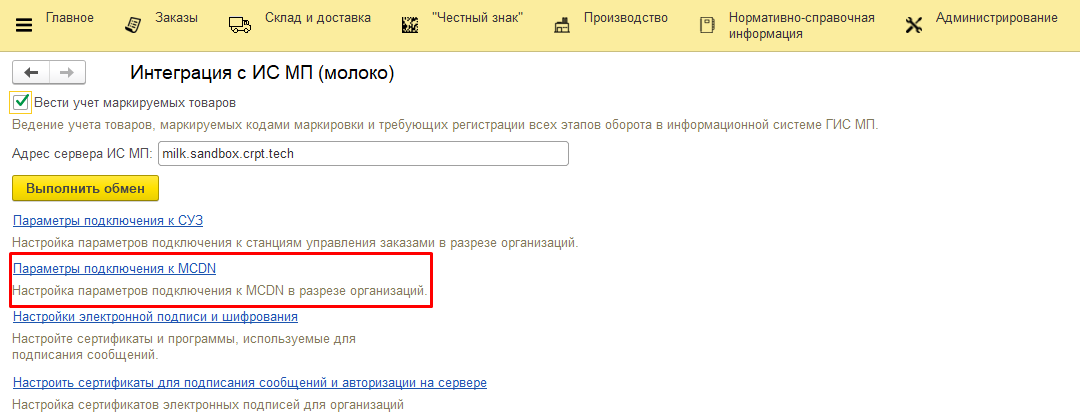 Главное
Заказы
Склад и доставка
"Честный знак"
Производство
Нормативно-справочная
информация
Администрирование
Интеграция с ИС МП (молоко)
Вести учет маркируемых товаров
Ведение учета товаров, маркируемых кодами маркировки и требующих регистрации всех этапов оборота в информационной системе ГИС МП.
Адрес сервера ИС МП: milk.sandbox.crpt.tech
Выполнить обмен
Параметры подключения к СУЗ
Настройка параметров подключения к станциям управления заказами в разрезе организаций.
Параметры подключения к MCDN
Настройка параметров подключения к MCDN в разрезе организаций.
Настройки электронной подписи и шифрования
Настройте сертификаты и программы, используемые для
подписания сообщений.
Настроить сертификаты для подписания сообщений и авторизации на сервере
Настройка сертификатов электронных подписей для организаций